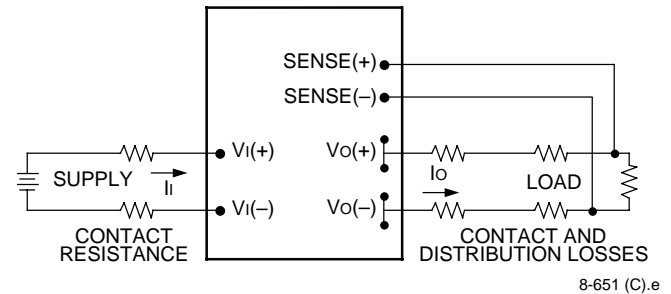 SENSE(+)
SENSE(–)
VI(+)
VO(+)
SUPPLY
II
IO
LOAD
VI(–)
VO(–)
CONTACT
RESISTANCE
CONTACT AND
DISTRIBUTION LOSSES
8-651 (C).e